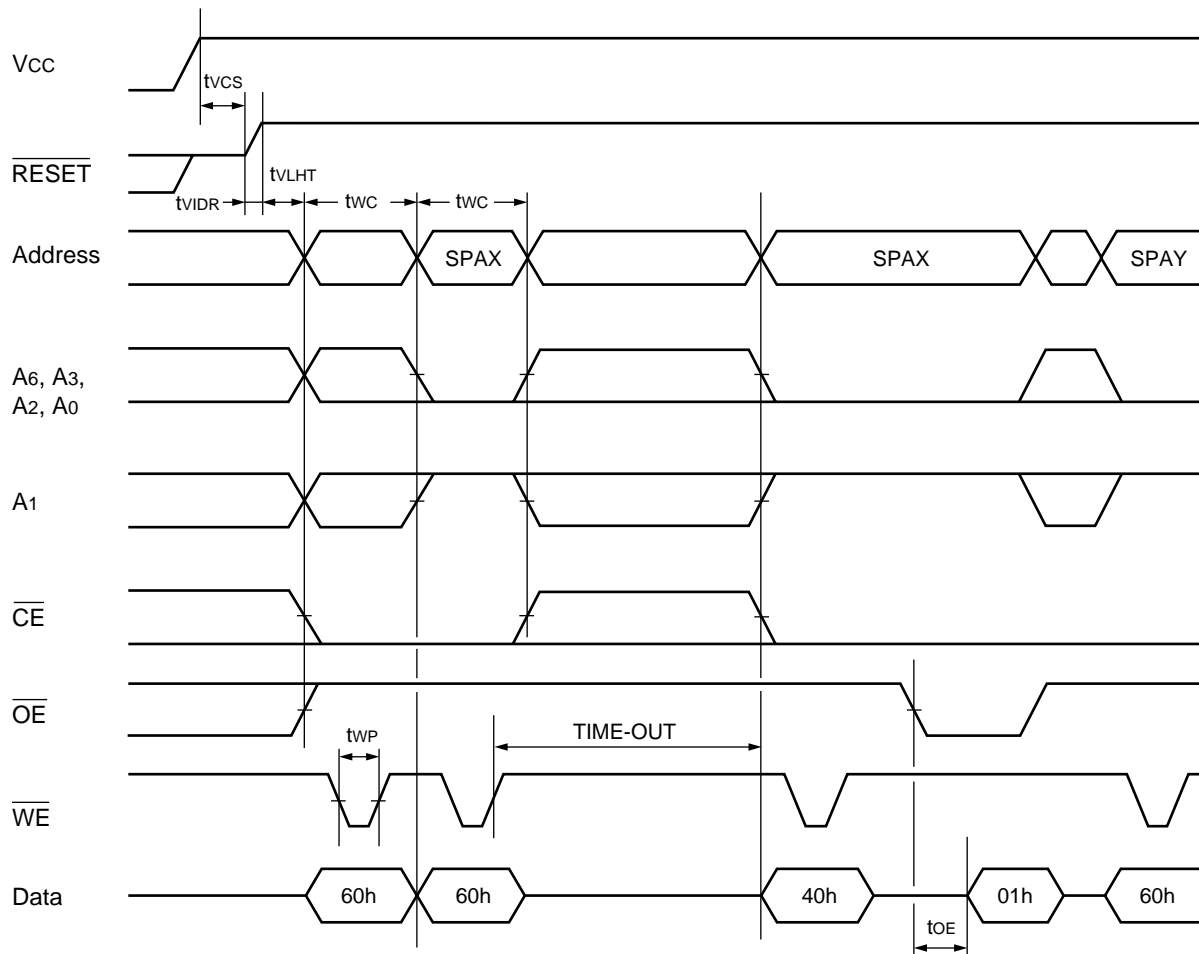 VCC
tVCS
RESET
tVLHT
tVIDR
tWC
tWC
Address
SPAX
SPAX
SPAY
A6, A3,
A2, A0
A1
CE
OE
TIME-OUT
tWP
WE
Data
60h
60h
40h
01h
60h
tOE